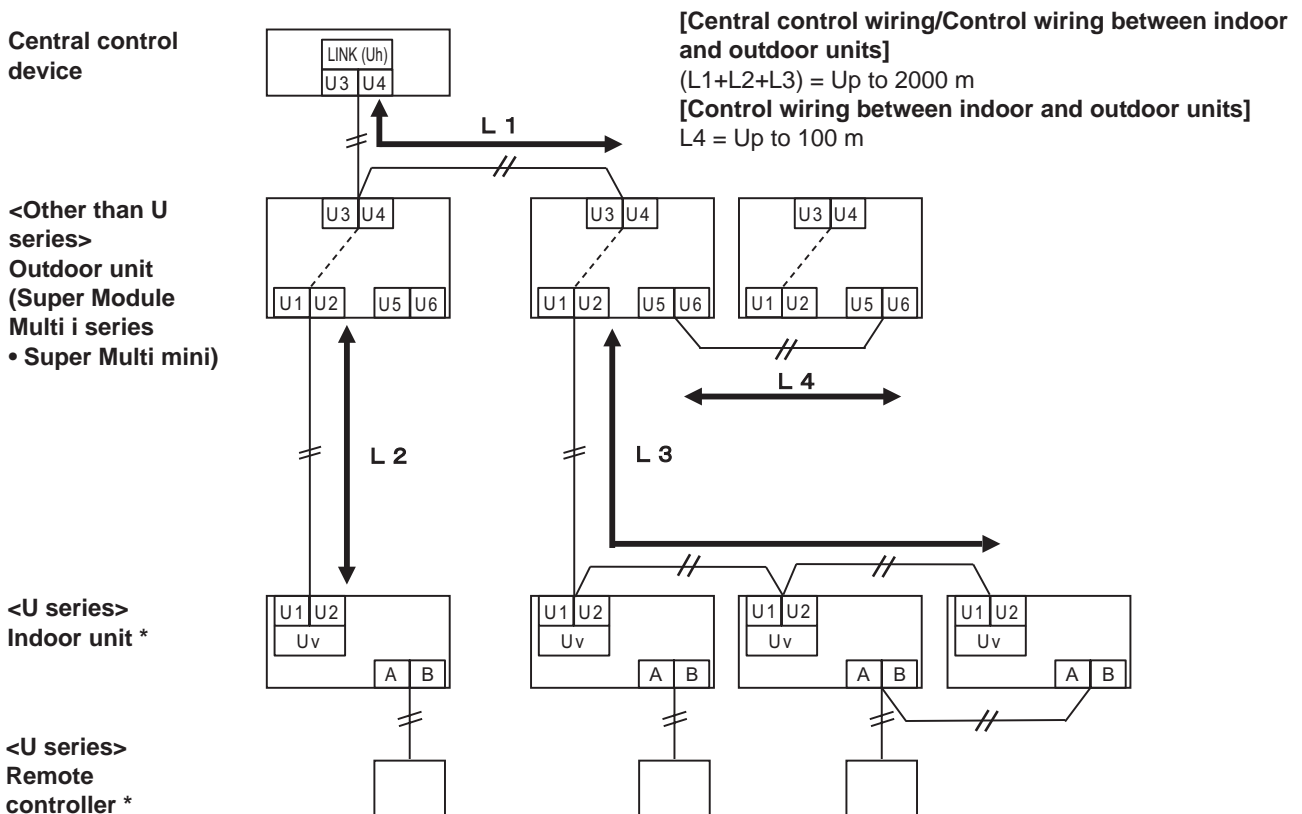 Central control
device
LINK (Uh)
U3 U4
[Central control wiring/Control wiring between indoor
and outdoor units]
(L1+L2+L3) = Up to 2000 m
[Control wiring between indoor and outdoor units]
L4 = Up to 100 m
L 1
<Other than U
series>
Outdoor unit
(Super Module
Multi i series
• Super Multi mini)
U3 U4
U1 U2 U5 U6
U3 U4
U1 U2 U5 U6
U3 U4
U1 U2 U5 U6
L 4
L 2
L 3
<U series>
Indoor unit *
U1 U2
Uv
A B
U1 U2
Uv
A B
U1 U2
Uv
A B
U1 U2
Uv
A B
<U series>
Remote
controller *